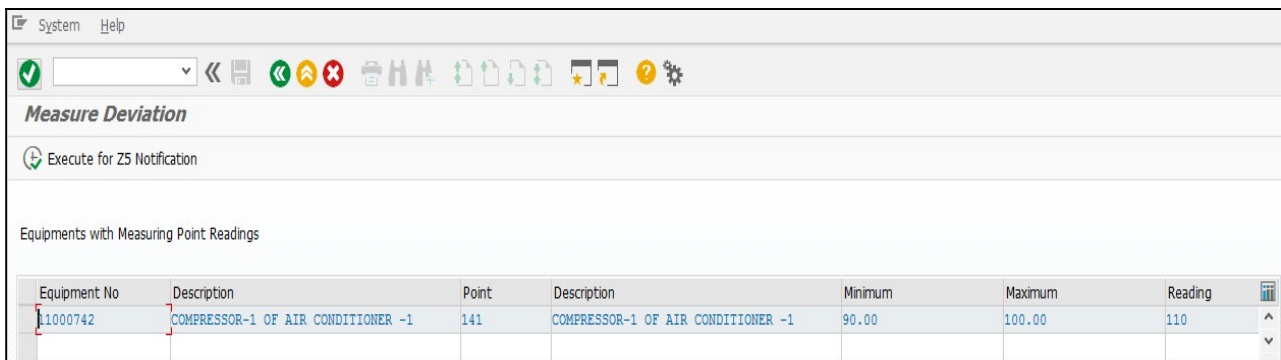 System Help
Measure Deviation
Execute for Z5 Notification
Equipments with Measuring Point Readings
Equipment No Description Point Description Minimum Maximum Reading
11000742 COMPRESSOR-1 OF AIR CONDITIONER -1 141 COMPRESSOR-1 OF AIR CONDITIONER -1 90.00 100.00 110